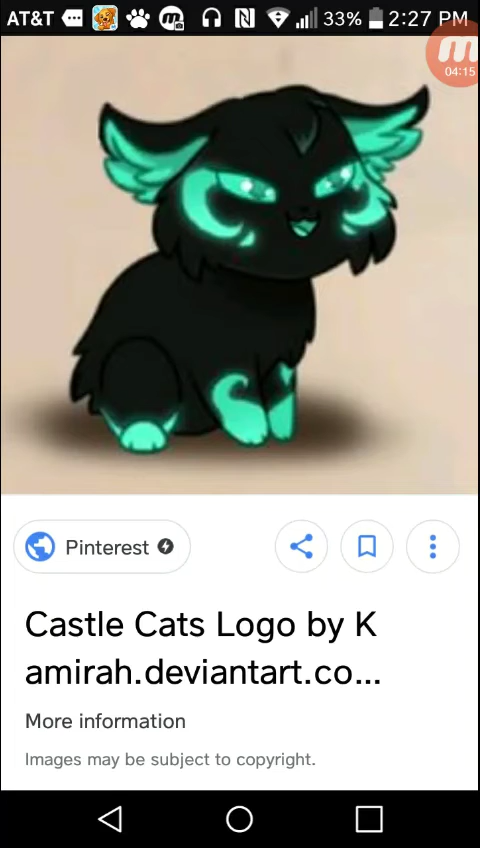 AT&T 33% 2:27 PM
04:15
Pinterest
Castle Cats Logo by K
amirah.deviantart.co...
More information
Images may be subject to copyright.